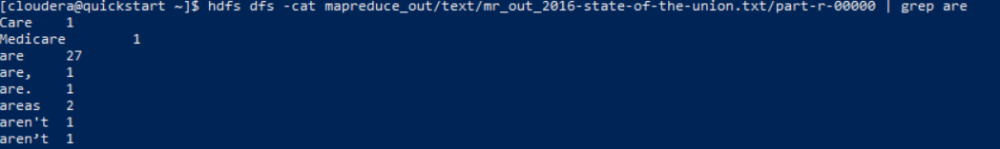 [cloudera@quickstart ~]$ hdfs dfs -cat mapreduce_out/text/mr_out_2016-state-of-the-union.txt/part-r-00000 | grep are
Care 1
Medicare 1
are 27
are, 1
are. 1
areas 2
aren't 1
aren’t 1